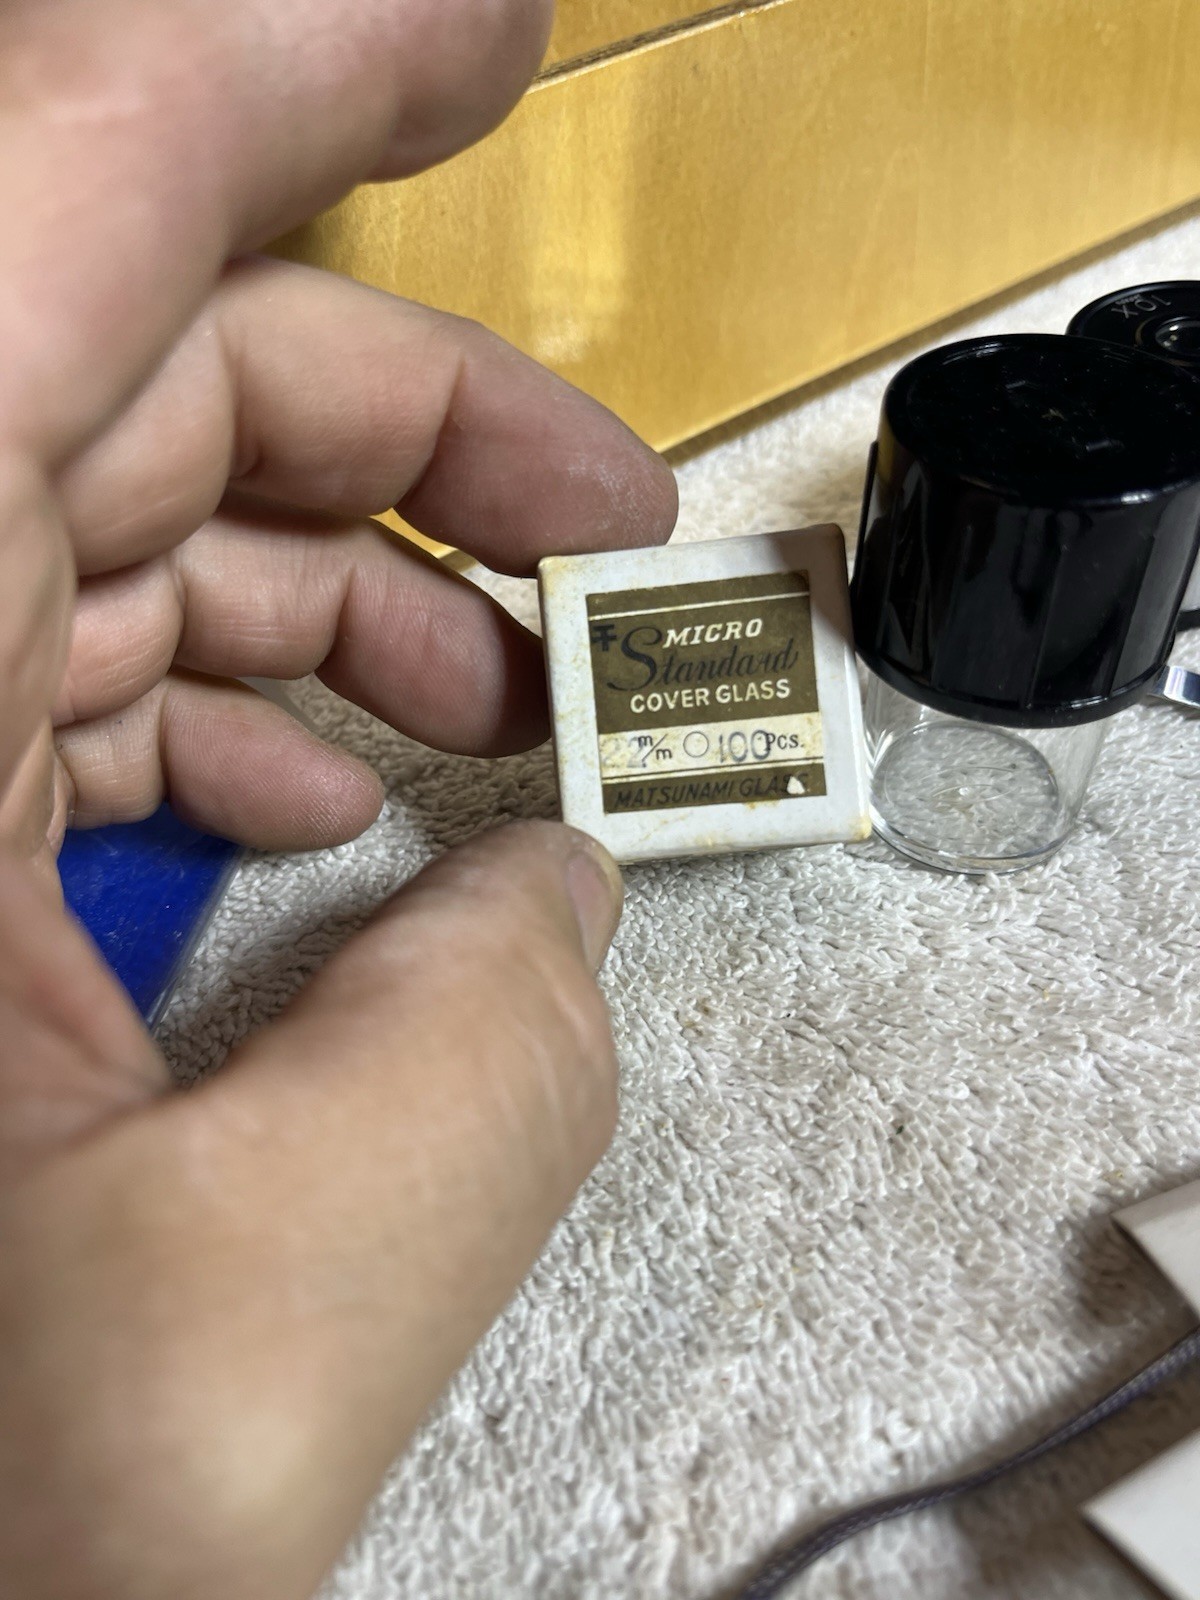 MICRO
Standard
COVER GLASS
22 m/m ○ 100 Pcs.
MATSUNAMI GLASS
10X